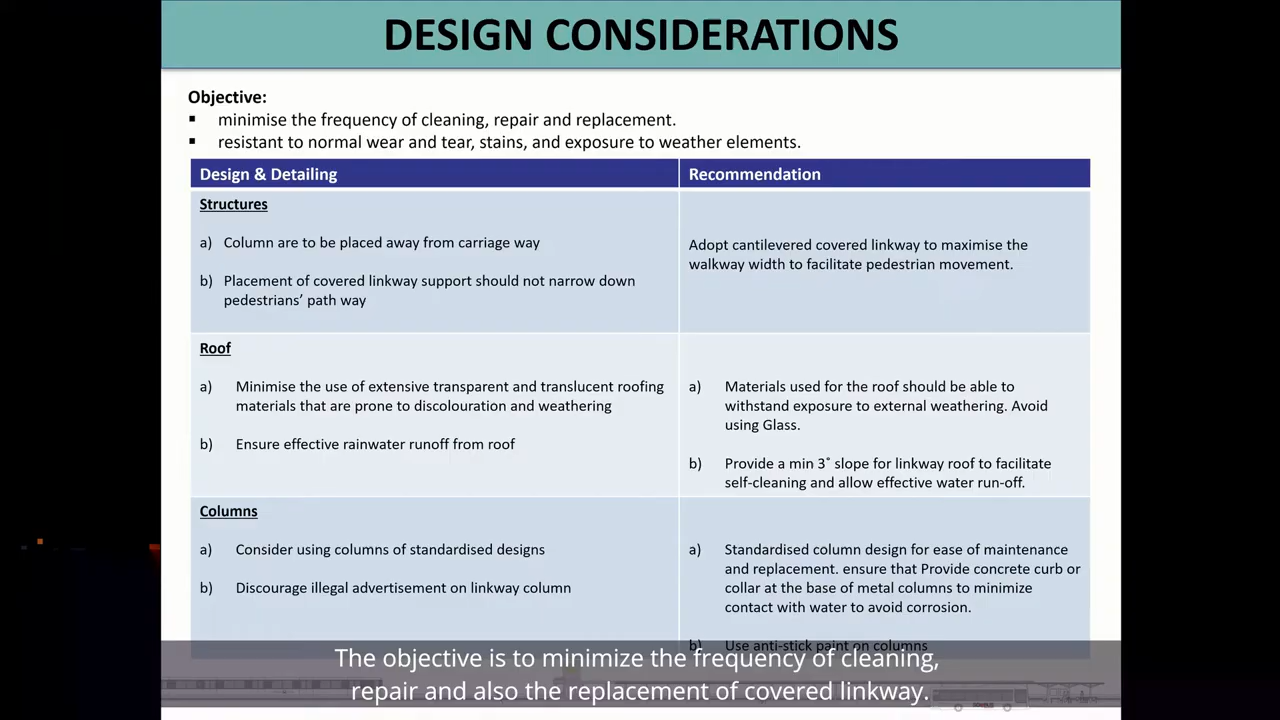 DESIGN CONSIDERATIONS
Objective:
▪ minimise the frequency of cleaning, repair and replacement.
▪ resistant to normal wear and tear, stains, and exposure to weather elements.
Design & Detailing
Recommendation
Structures
a) Column are to be placed away from carriage way
b) Placement of covered linkway support should not narrow down
pedestrians’ path way
Adopt cantilevered covered linkway to maximise the
walkway width to facilitate pedestrian movement.
Roof
a) Minimise the use of extensive transparent and translucent roofing
materials that are prone to discolouration and weathering
b) Ensure effective rainwater runoff from roof
a) Materials used for the roof should be able to
withstand exposure to external weathering. Avoid
using Glass.
b) Provide a min 3˚ slope for linkway roof to facilitate
self-cleaning and allow effective water run-off.
Columns
a) Consider using columns of standardised designs
b) Discourage illegal advertisement on linkway column
a) Standardised column design for ease of maintenance
and replacement. ensure that Provide concrete curb or
collar at the base of metal columns to minimize
contact with water to avoid corrosion.
b) Use anti-stick paint on columns
The objective is to minimize the frequency of cleaning,
repair and also the replacement of covered linkway.